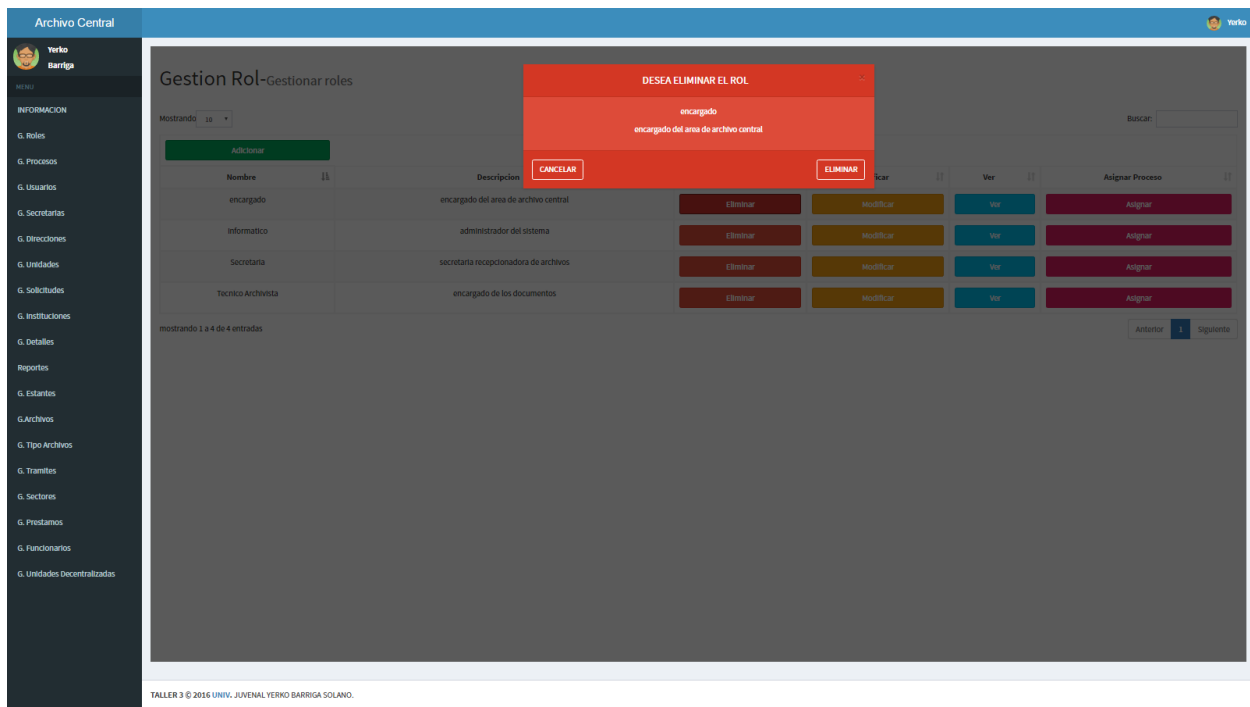 Archivo Central
Yerko
Yerko
Barriga
MENU
INFORMACION
G. Roles
G. Procesos
G. Usuarios
G. Secretarias
G. Direcciones
G. Unidades
G. Solicitudes
G. Instituciones
G. Detalles
Reportes
G. Estantes
G.Archivos
G. Tipo Archivos
G. Tramites
G. Sectores
G. Prestamos
G. Funcionarios
G. Unidades Decentralizadas
Gestion Rol-Gestionar roles
DESEA ELIMINAR EL ROL
×
encargado
encargado del area de archivo central
CANCELAR ELIMINAR
Mostrando 10 Buscar:
Adicionar
Nombre Descripcion ficar Ver Asignar Proceso
encargado encargado del area de archivo central Eliminar Modificar Ver Asignar
Informatico administrador del sistema Eliminar Modificar Ver Asignar
Secretaria secretaria recepcionadora de archivos Eliminar Modificar Ver Asignar
Tecnico Archivista encargado de los documentos Eliminar Modificar Ver Asignar
mostrando 1 a 4 de 4 entradas Anterior 1 Siguiente
TALLER 3 © 2016 UNIV. JUVENAL YERKO BARRIGA SOLANO.